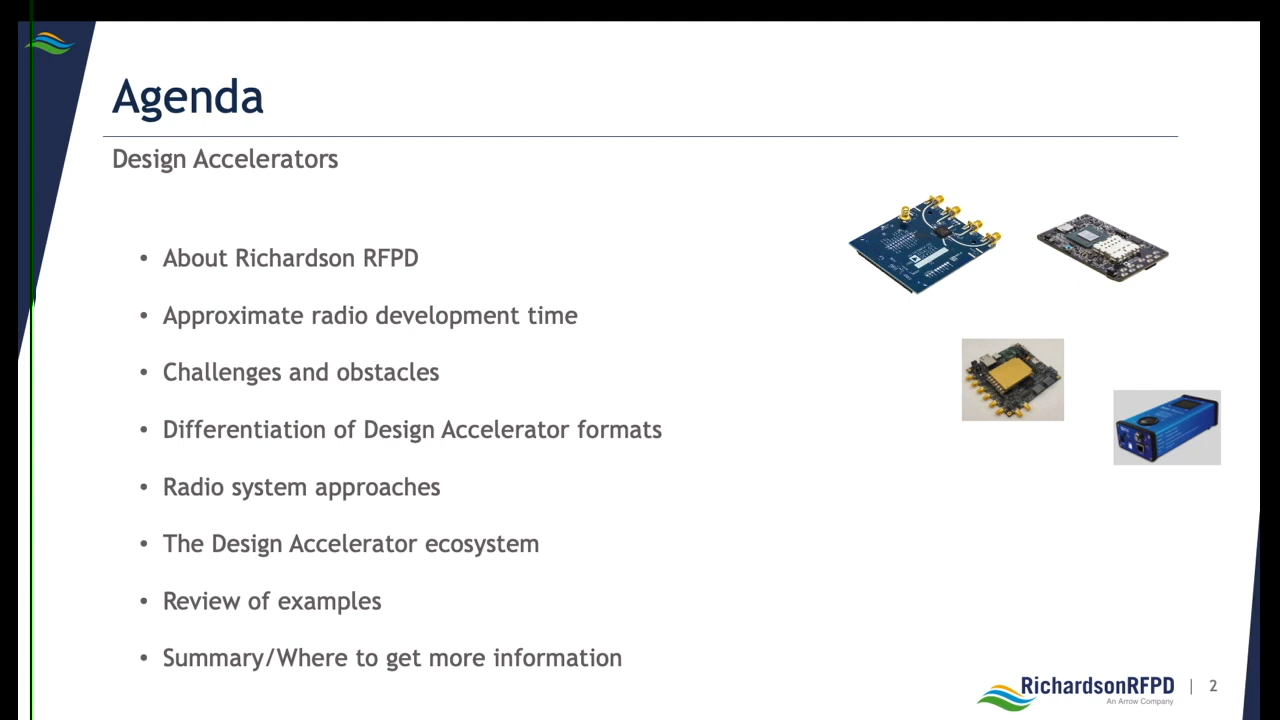 Agenda
Design Accelerators
• About Richardson RFPD
• Approximate radio development time
• Challenges and obstacles
• Differentiation of Design Accelerator formats
• Radio system approaches
• The Design Accelerator ecosystem
• Review of examples
• Summary/Where to get more information
RichardsonRFPD | 2
An Arrow Company